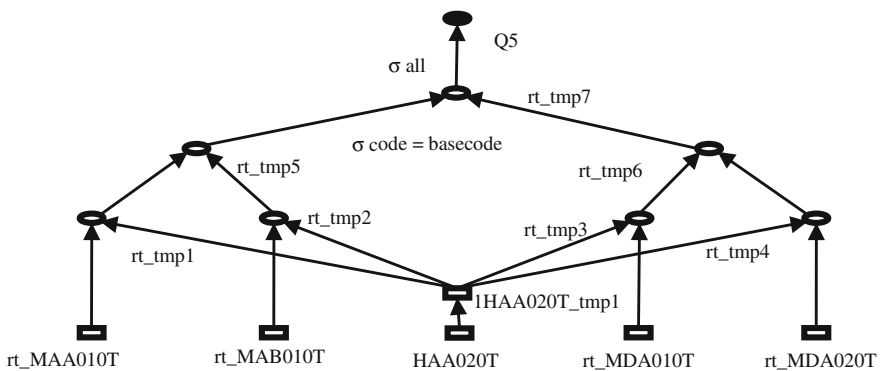 Q5
σ all
rt_tmp7
σ code = basecode
rt_tmp5
rt_tmp6
rt_tmp2
rt_tmp3
rt_tmp1
rt_tmp4
1HAA020T_tmp1
rt_MAA010T
rt_MAB010T
HAA020T
rt_MDA010T
rt_MDA020T